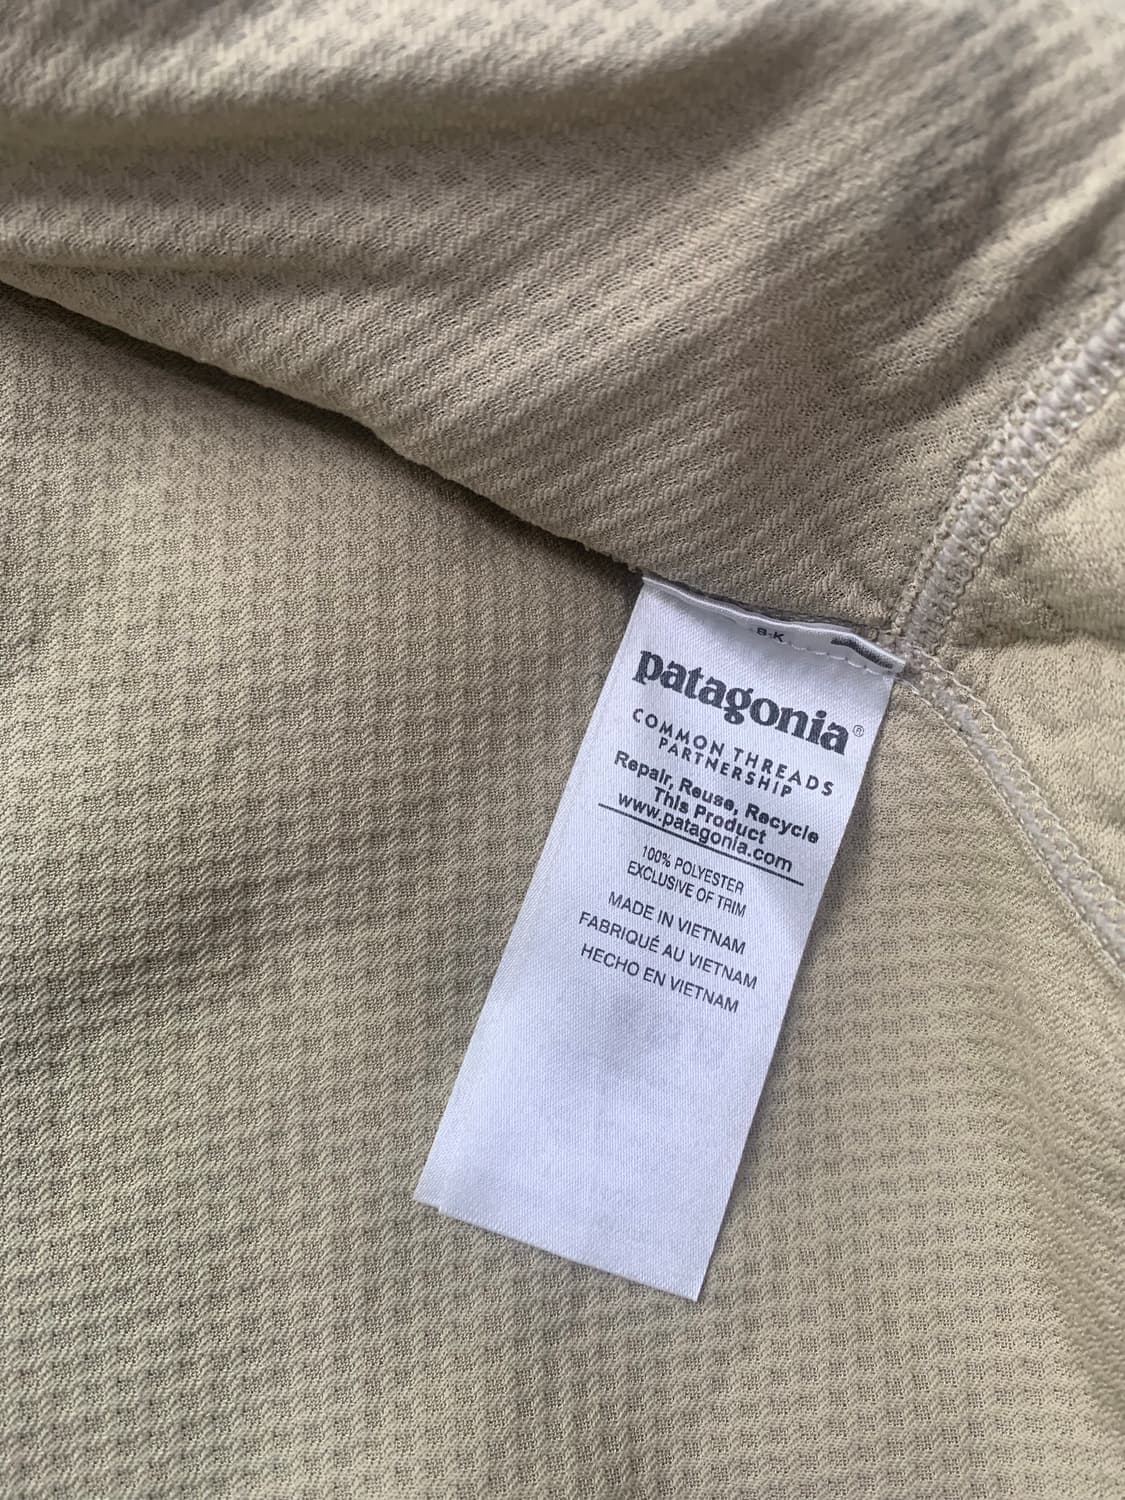 B-K
patagonia®
COMMON THREADS
PARTNERSHIP
Repair, Reuse, Recycle
This Product
www.patagonia.com
100% POLYESTER
EXCLUSIVE OF TRIM
MADE IN VIETNAM
FABRIQUÉ AU VIETNAM
HECHO EN VIETNAM